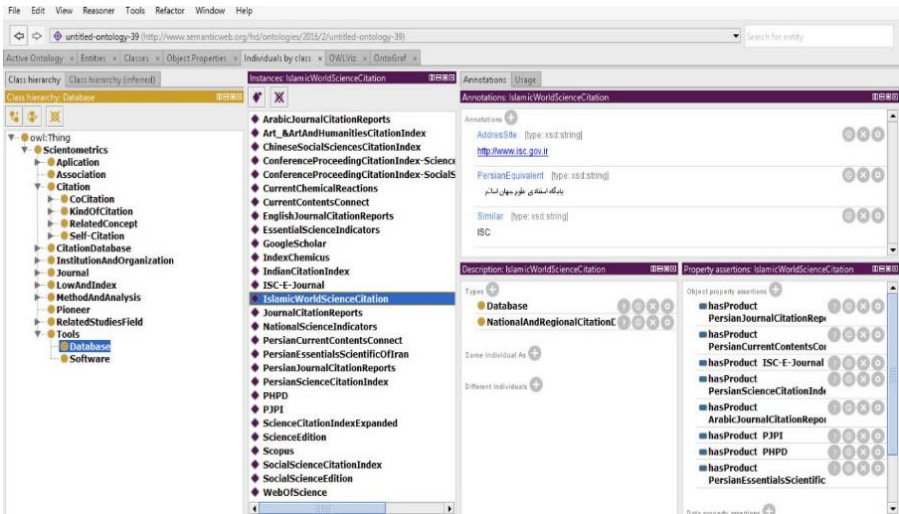 File Edit View Reasoner Tools Refactor Window Help
untitled-ontology-39 (http://www.semanticweb.org/hd/ontologies/2016/2/untitled-ontology-39)
Search for entity
Active Ontology × Entities × Classes × Object Properties × Individuals by class × OWLViz × OntoGraf ×
Class hierarchy Class hierarchy (inferred)
Class hierarchy: Database
owl:Thing
Scientometrics
Aplication
Association
Citation
CoCitation
KindOfCitation
RelatedConcept
Self-Citation
CitationDatabase
InstitutionAndOrganization
Journal
LowAndIndex
MethodAndAnalysis
Pioneer
RelatedStudiesField
Tools
Database
Software
Instances: IslamicWorldScienceCitation
ArabicJournalCitationReports
Art_&ArtAndHumanitiesCitationIndex
ChineseSocialSciencesCitationIndex
ConferenceProceedingCitationIndex-Science
ConferenceProceedingCitationIndex-SocialS
CurrentChemicalReactions
CurrentContentsConnect
EnglishJournalCitationReports
EssentialScienceIndicators
GoogleScholar
IndexChemicus
IndianCitationIndex
ISC-E-Journal
IslamicWorldScienceCitation
JournalCitationReports
NationalScienceIndicators
PersianCurrentContentsConnect
PersianEssentialsScientificOfIran
PersianJournalCitationReports
PersianScienceCitationIndex
PHPD
PJPI
ScienceCitationIndexExpanded
ScienceEdition
Scopus
SocialScienceCitationIndex
SocialScienceEdition
WebOfScience
Annotations Usage
Annotations: IslamicWorldScienceCitation
Annotations
AddresSite [type: xsd:string]
http://www.isc.gov.ir
PersianEquivalent [type: xsd:string]
پایگاه استنادی علوم جهان اسلام
Similar [type: xsd:string]
ISC
Description: IslamicWorldScienceCitation
Types
Database
NationalAndRegionalCitationD
Same Individual As
Different Individuals
Property assertions: IslamicWorldScienceCitation
Object property assertions
hasProduct
PersianJournalCitationRepo
hasProduct
PersianCurrentContentsCon
hasProduct ISC-E-Journal
hasProduct
PersianScienceCitationInde
hasProduct
ArabicJournalCitationRepor
hasProduct PJPI
hasProduct PHPD
hasProduct
PersianEssentialsScientific
Data property assertions